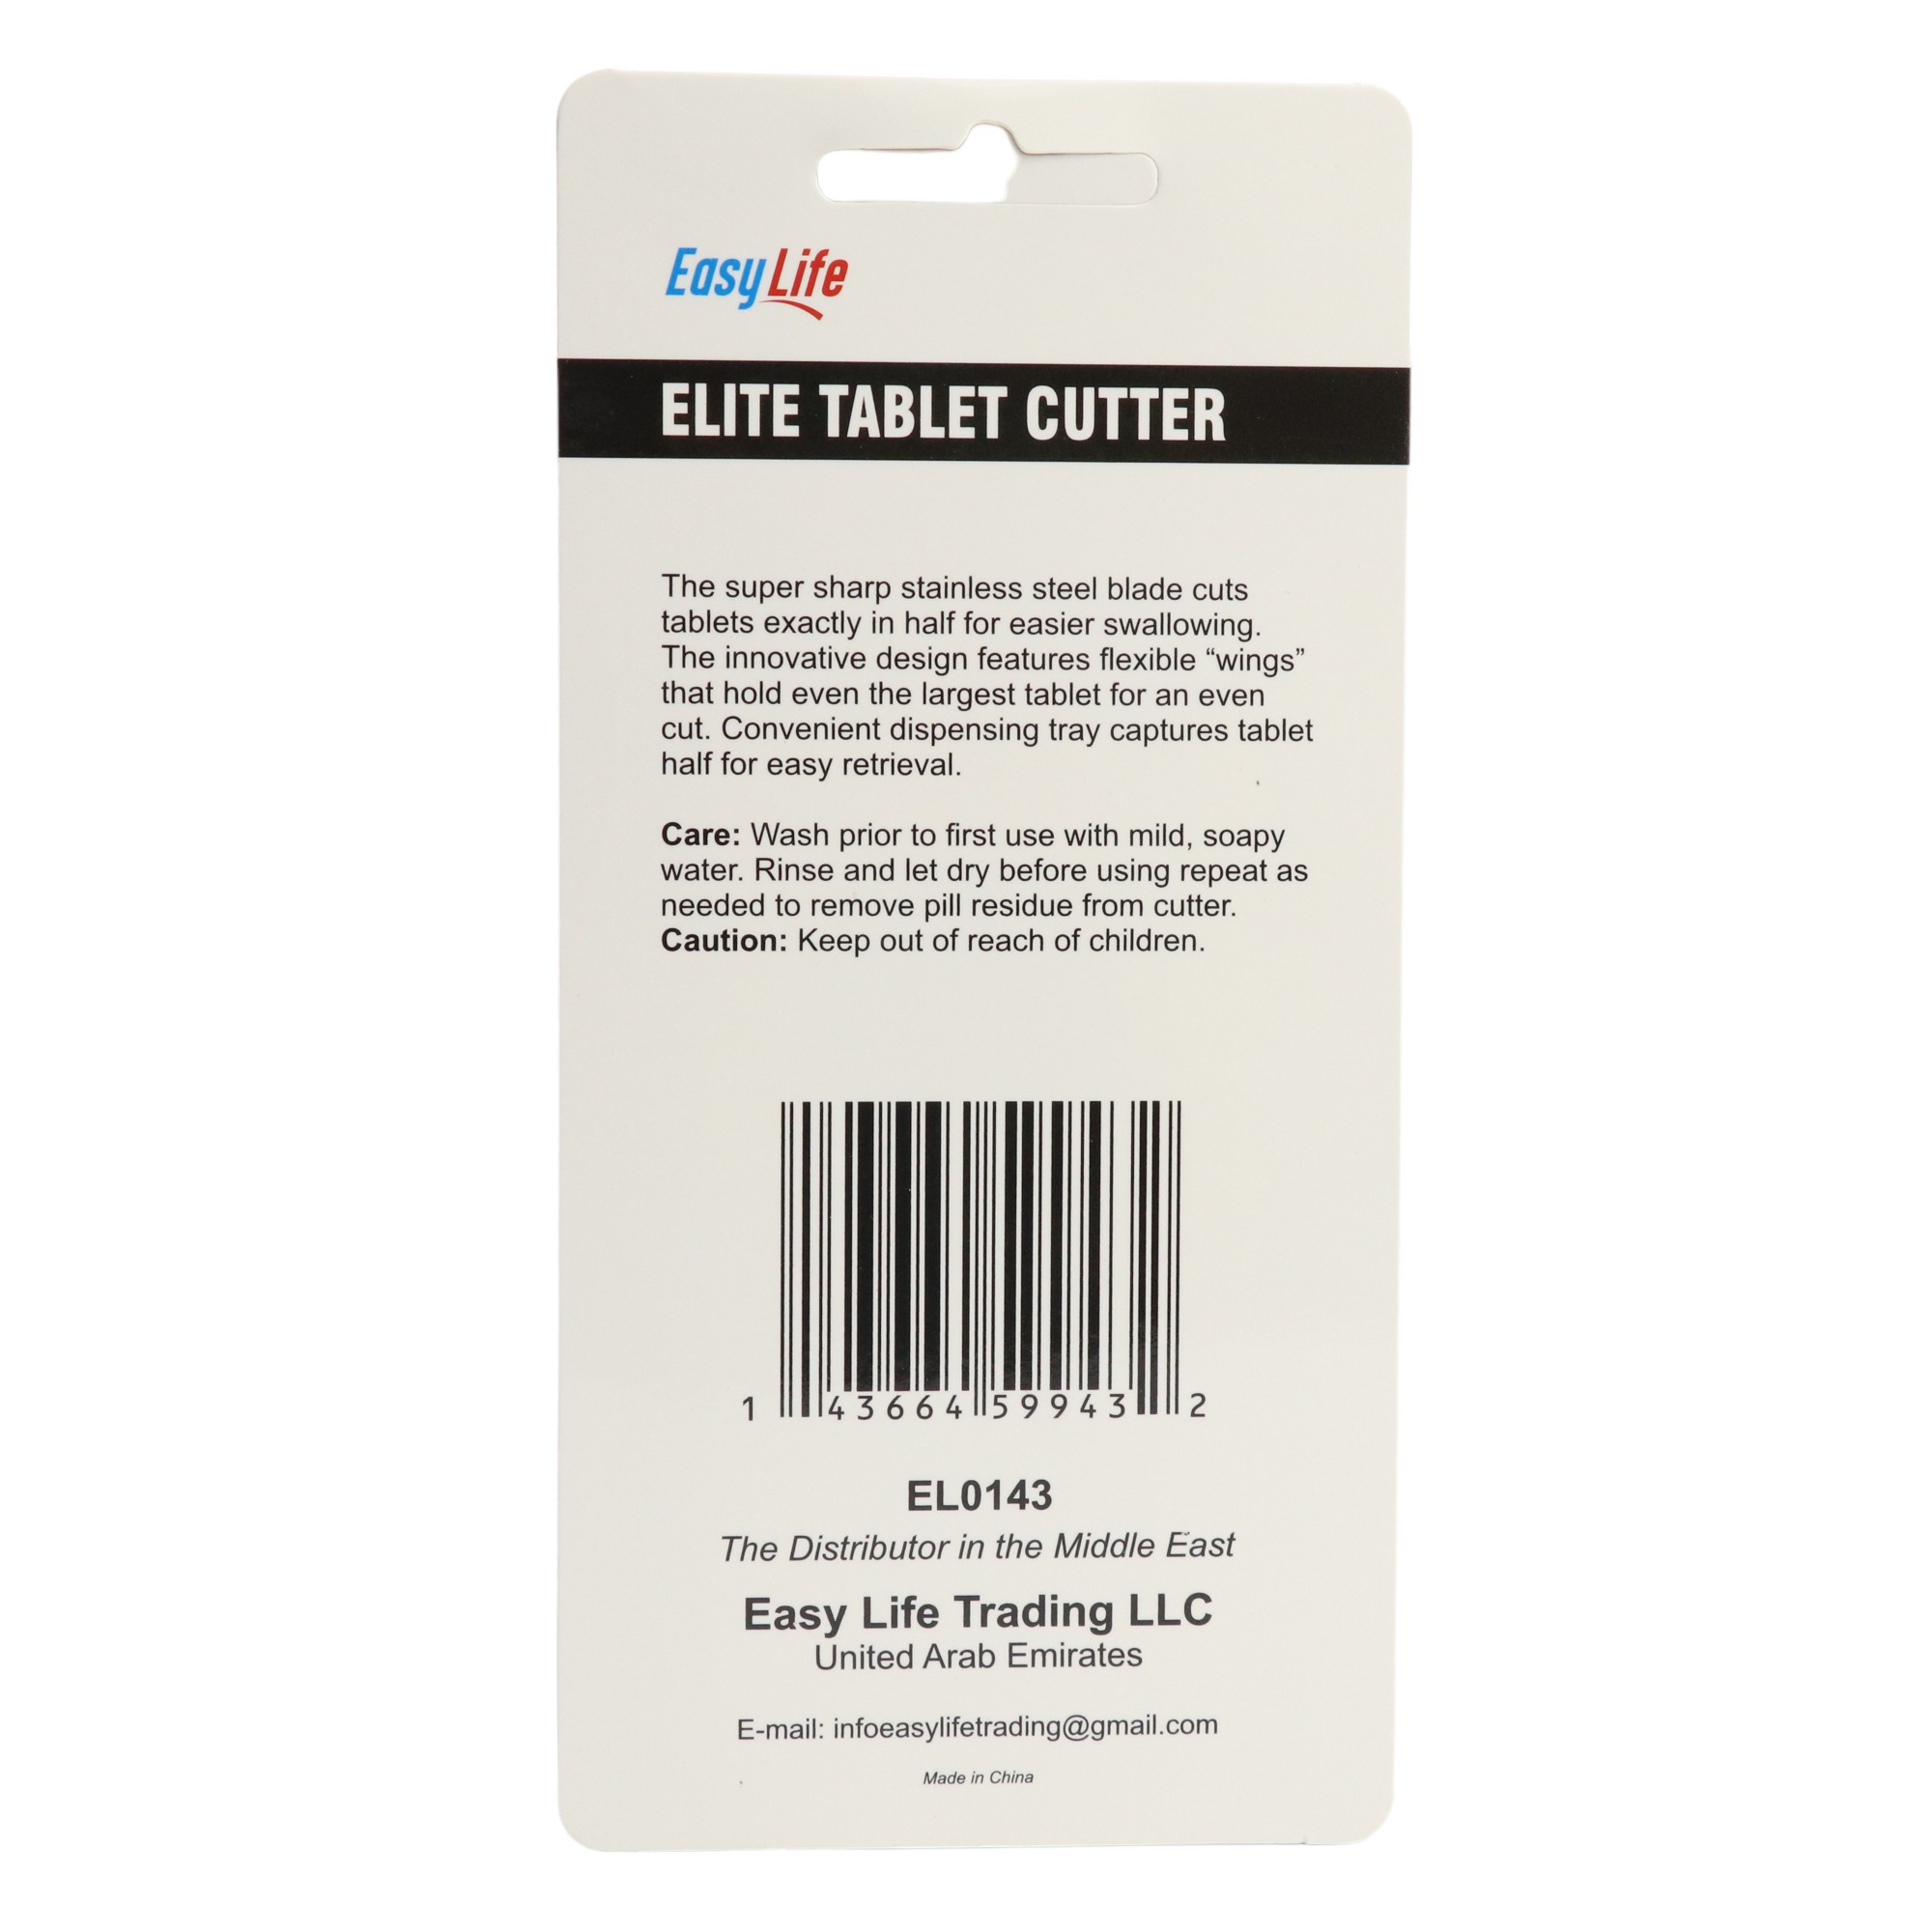 Easy Life
ELITE TABLET CUTTER
The super sharp stainless steel blade cuts
tablets exactly in half for easier swallowing.
The innovative design features flexible “wings”
that hold even the largest tablet for an even
cut. Convenient dispensing tray captures tablet
half for easy retrieval.
Care: Wash prior to first use with mild, soapy
water. Rinse and let dry before using repeat as
needed to remove pill residue from cutter.
Caution: Keep out of reach of children.
1 43664 59943 2
EL0143
The Distributor in the Middle East
Easy Life Trading LLC
United Arab Emirates
E-mail: infoeasylifetrading@gmail.com
Made in China